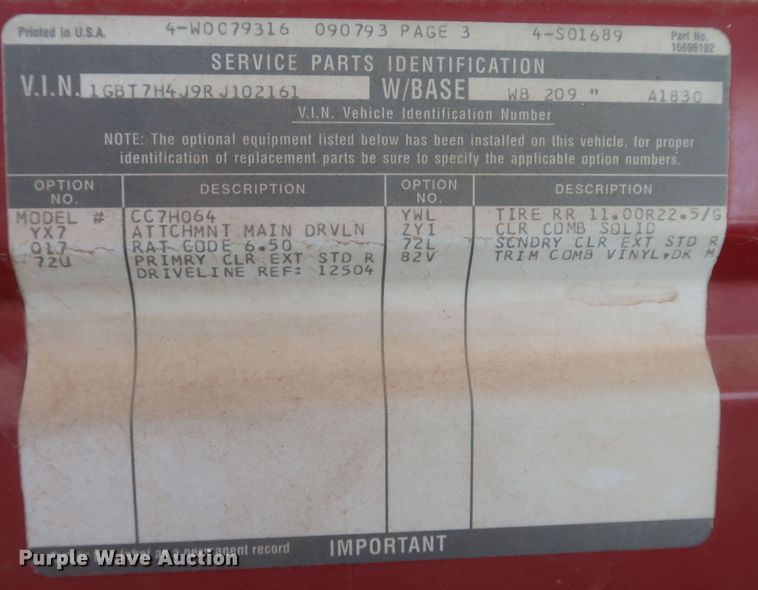 Printed in U.S.A. 4-W0C79316 090793 PAGE 3 4-S01689 Part No. 15696182
SERVICE PARTS IDENTIFICATION
V.I.N. 1GBT7H4J9RJ102161 W/BASE WB 209 " A1830
V.I.N. Vehicle Identification Number
NOTE: The optional equipment listed below has been installed on this vehicle, for proper
identification of replacement parts be sure to specify the applicable option numbers.
OPTION NO. DESCRIPTION OPTION NO. DESCRIPTION
MODEL # CC7H064 YWL TIRE RR 11.00R22.5/G
YX7 ATTCHMNT MAIN DRVLN ZY1 CLR COMB SOLID
017 RAT CODE 6.50 72L SCNDRY CLR EXT STD R
72U PRIMRY CLR EXT STD R 82V TRIM COMB VINYL,DK M
DRIVELINE REF: 12504
label as a permanent record IMPORTANT
Purple Wave Auction